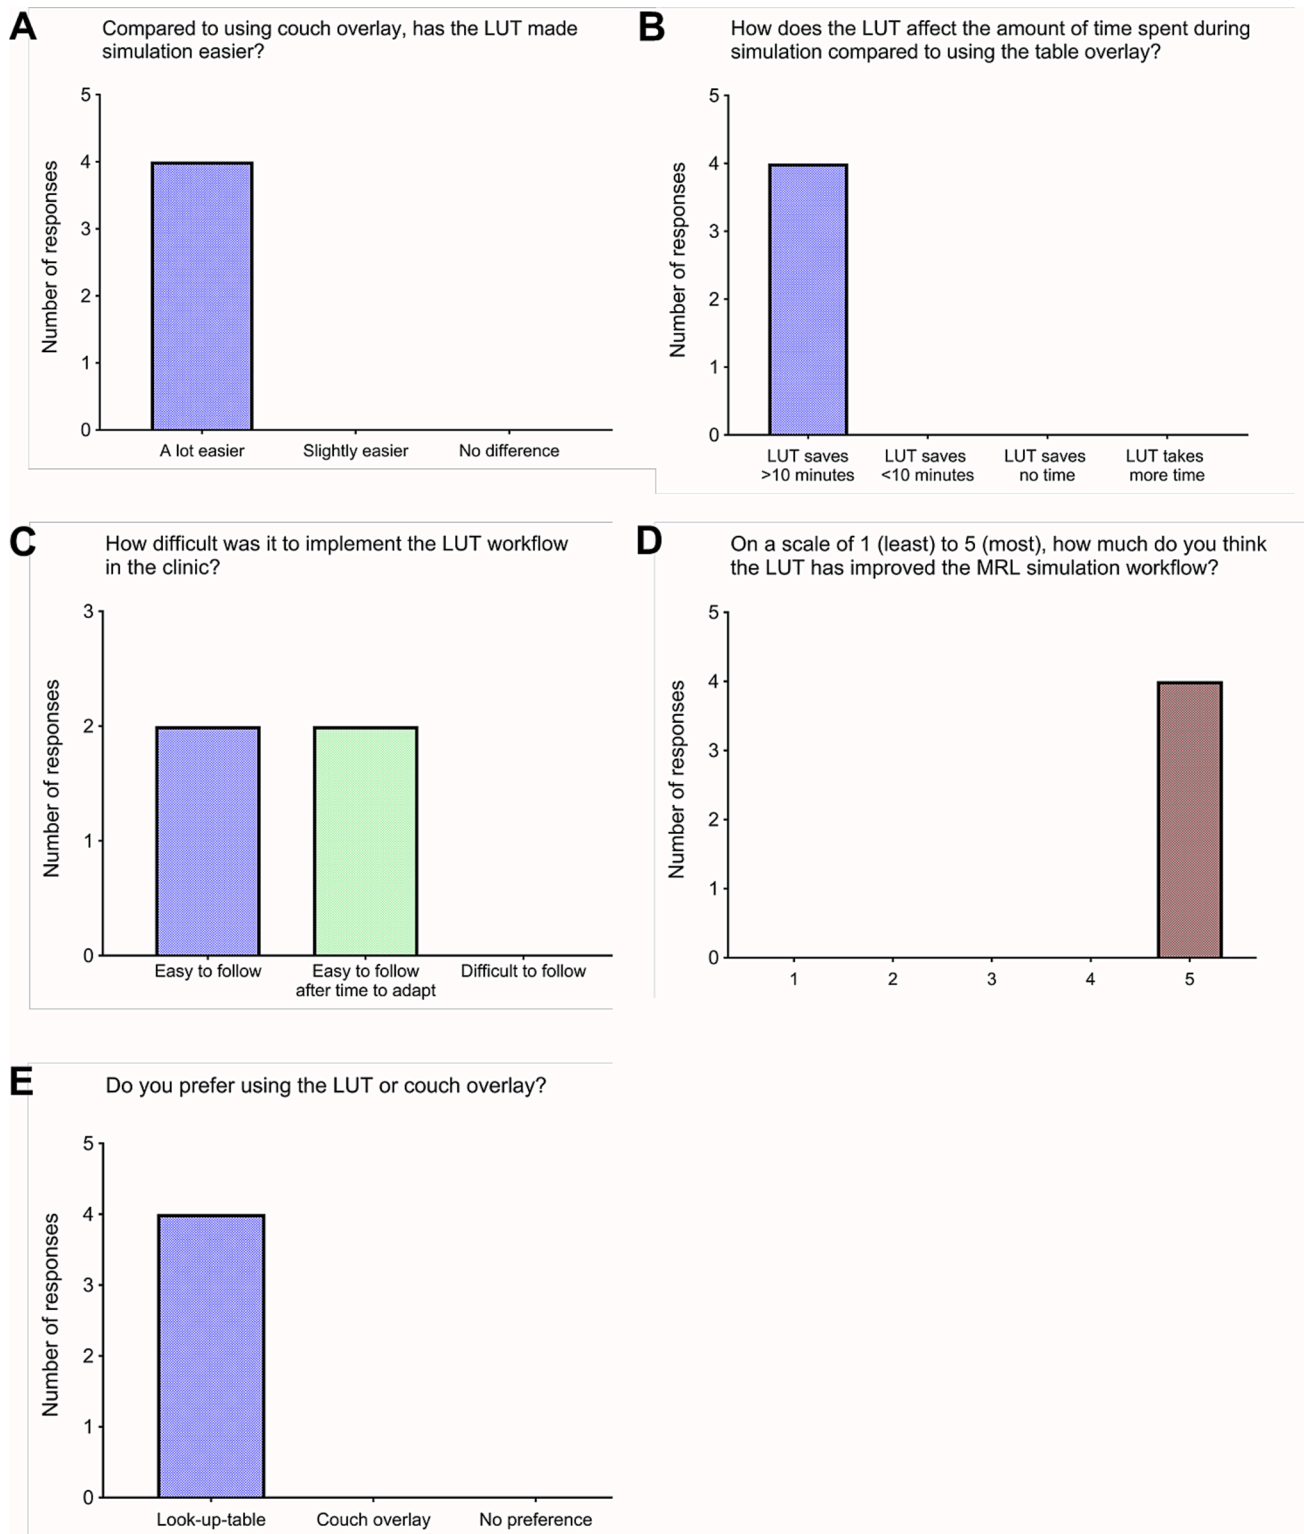 A
Compared to using couch overlay, has the LUT made
simulation easier?
Number of responses
5
4
3
2
1
0
A lot easier
Slightly easier
No difference
B
How does the LUT affect the amount of time spent during
simulation compared to using the table overlay?
Number of responses
5
4
3
2
1
0
LUT saves
>10 minutes
LUT saves
<10 minutes
LUT saves
no time
LUT takes
more time
C
How difficult was it to implement the LUT workflow
in the clinic?
Number of responses
3
2
1
0
Easy to follow
Easy to follow
after time to adapt
Difficult to follow
D
On a scale of 1 (least) to 5 (most), how much do you think
the LUT has improved the MRL simulation workflow?
Number of responses
5
4
3
2
1
0
1
2
3
4
5
E
Do you prefer using the LUT or couch overlay?
Number of responses
5
4
3
2
1
0
Look-up-table
Couch overlay
No preference